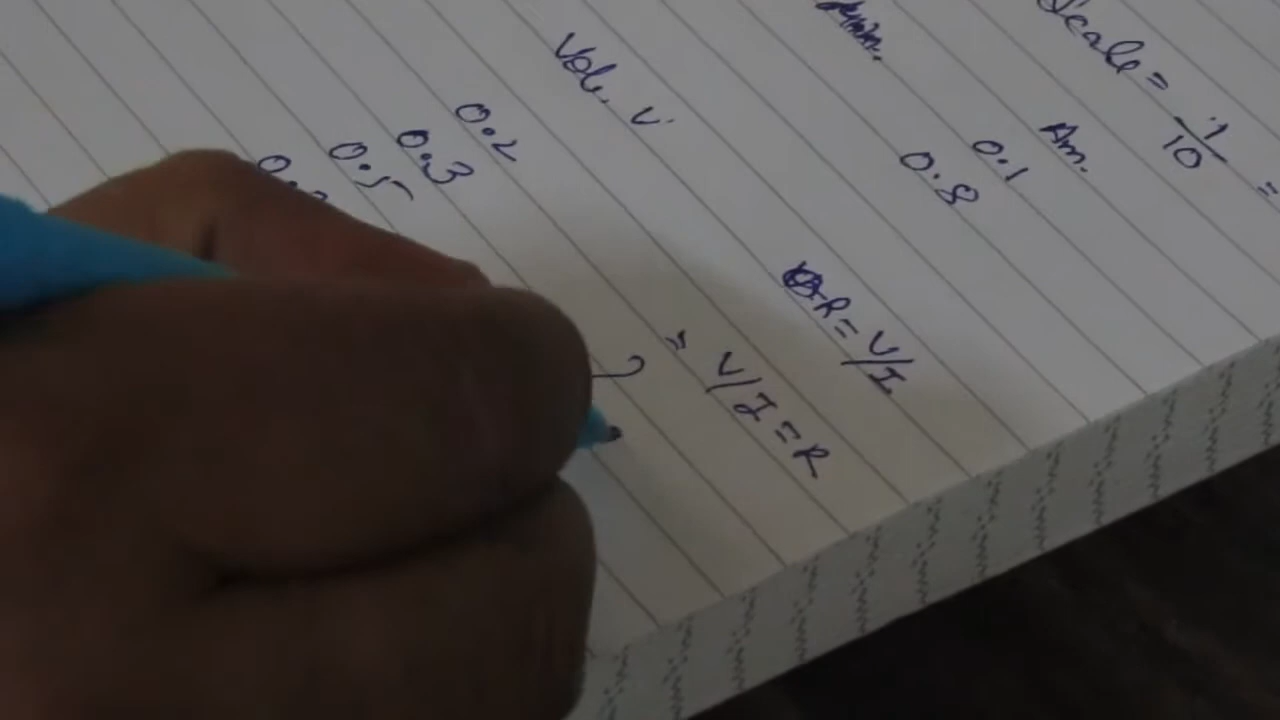 Scale = .1/10 =
Am.
0.1
0.8
R = V/I
Vol. V
= V/I = R
0.2
0.3
0.5